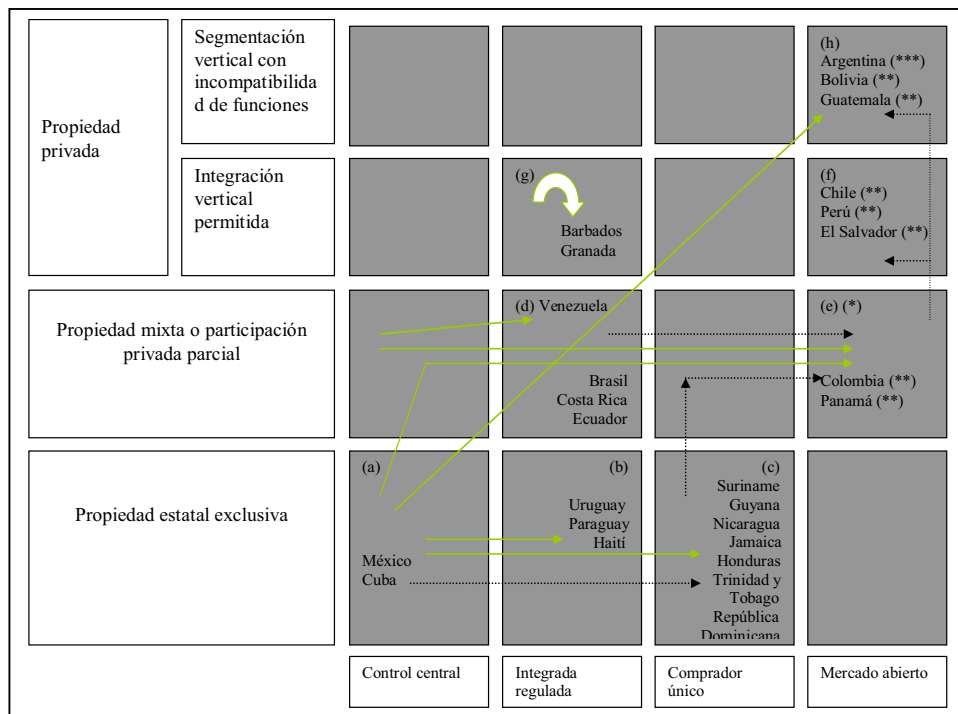 Propiedad
privada
Segmentación
vertical con
incompatibilida
d de funciones
(h)
Argentina (***)
Bolivia (**)
Guatemala (**)
Integración
vertical
permitida
(g)
Barbados
Granada
(f)
Chile (**)
Perú (**)
El Salvador (**)
Propiedad mixta o participación
privada parcial
(d) Venezuela
Brasil
Costa Rica
Ecuador
(e) (*)
Colombia (**)
Panamá (**)
Propiedad estatal exclusiva
(a)
México
Cuba
(b)
Uruguay
Paraguay
Haití
(c)
Suriname
Guyana
Nicaragua
Jamaica
Honduras
Trinidad y
Tobago
República
Dominicana
Control central
Integrada
regulada
Comprador
único
Mercado abierto